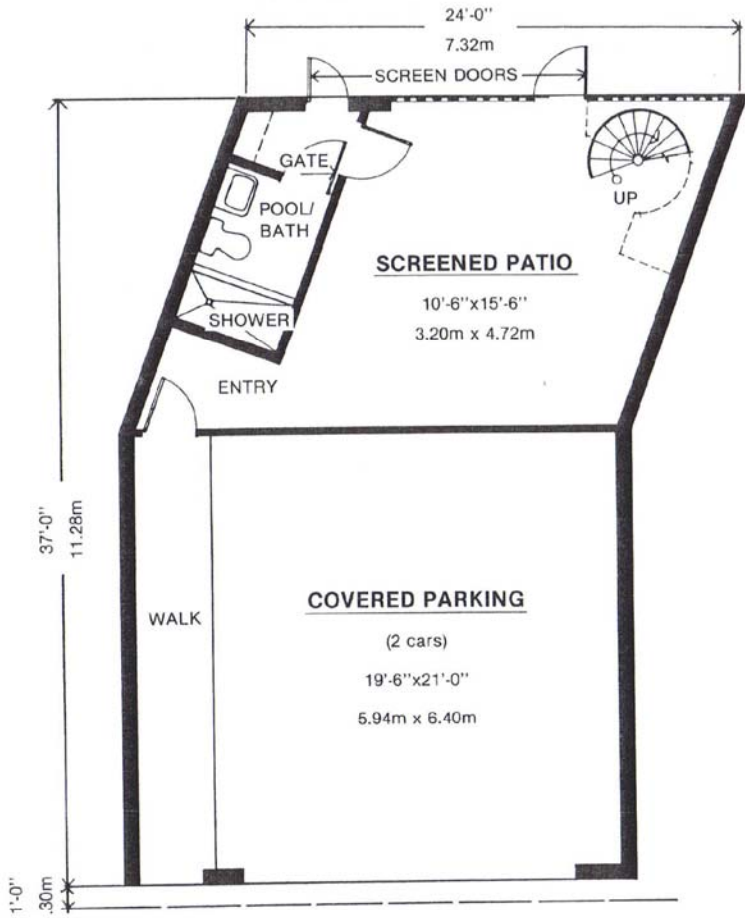 24'-0"
7.32m
SCREEN DOORS
GATE
POOL/
BATH
UP
SCREENED PATIO
10'-6"x15'-6"
3.20m x 4.72m
SHOWER
ENTRY
37'-0"
11.28m
WALK
COVERED PARKING
(2 cars)
19'-6"x21'-0"
5.94m x 6.40m
1'-0"
.30m